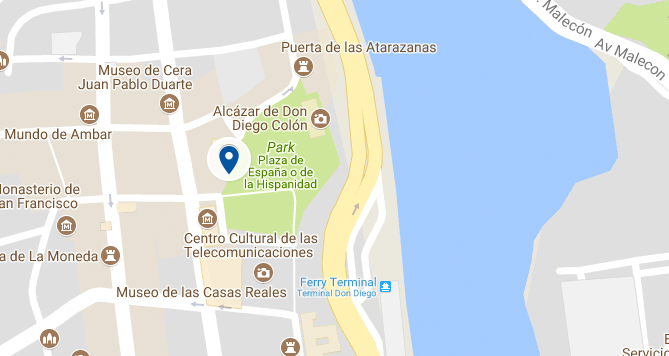 Malecón
Av Malecon
Puerta de las Atarazanas
Museo de Cera
Juan Pablo Duarte
Alcázar de Don
Diego Colón
Mundo de Ambar
Park
Plaza de
España o de
la Hispanidad
Monasterio de
an Francisco
Centro Cultural de las
Telecomunicaciones
a de La Moneda
Ferry Terminal
Terminal Don Diego
Museo de las Casas Reales
Servicio